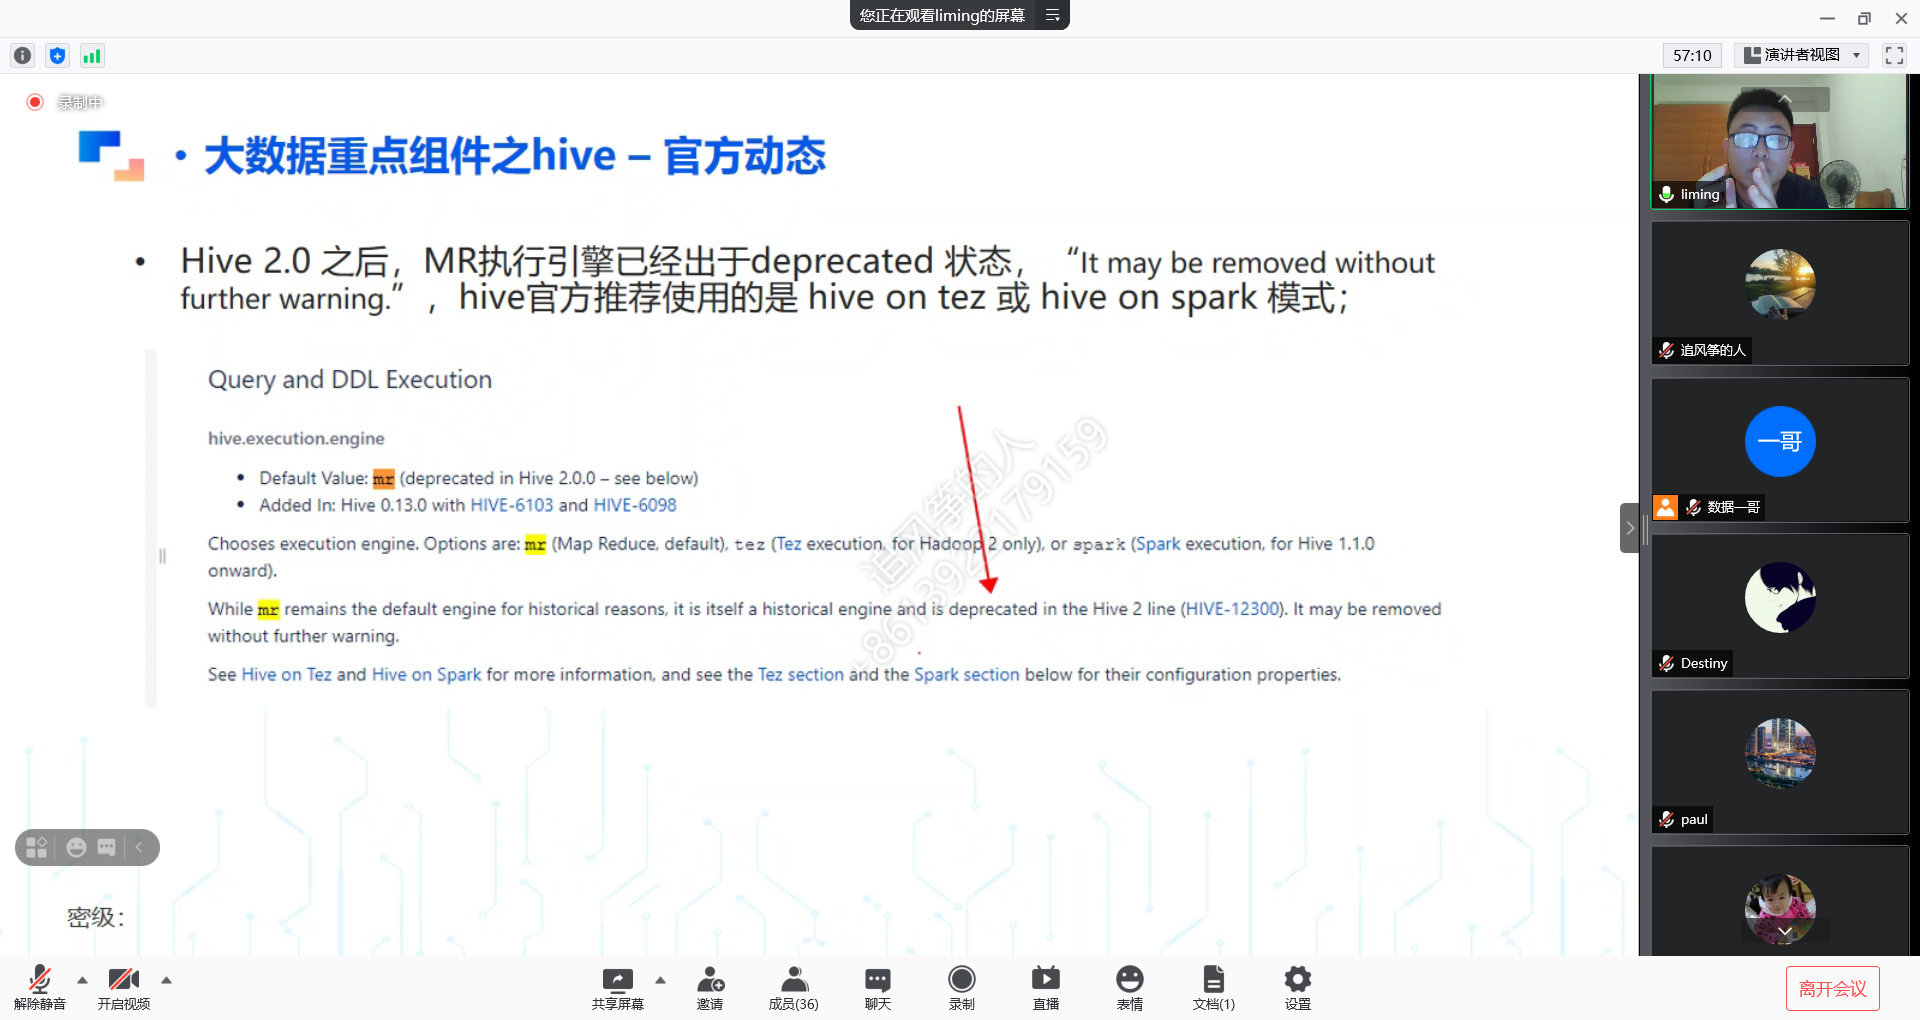 您正在观看liming的屏幕
57:10
演讲者视图
录制中
• 大数据重点组件之hive – 官方动态
• Hive 2.0 之后，MR执行引擎已经出于deprecated 状态， “It may be removed without
further warning.” ，hive官方推荐使用的是 hive on tez 或 hive on spark 模式；
Query and DDL Execution
hive.execution.engine
• Default Value: mr (deprecated in Hive 2.0.0 – see below)
• Added In: Hive 0.13.0 with HIVE-6103 and HIVE-6098
Chooses execution engine. Options are: mr (Map Reduce, default), tez (Tez execution, for Hadoop 2 only), or spark (Spark execution, for Hive 1.1.0
onward).
While mr remains the default engine for historical reasons, it is itself a historical engine and is deprecated in the Hive 2 line (HIVE-12300). It may be removed
without further warning.
See Hive on Tez and Hive on Spark for more information, and see the Tez section and the Spark section below for their configuration properties.
追风筝的人
+8613922179159
密级：
liming
追风筝的人
一哥
数据一哥
Destiny
paul
解除静音
开启视频
共享屏幕
邀请
成员(36)
聊天
录制
直播
表情
文档(1)
设置
离开会议